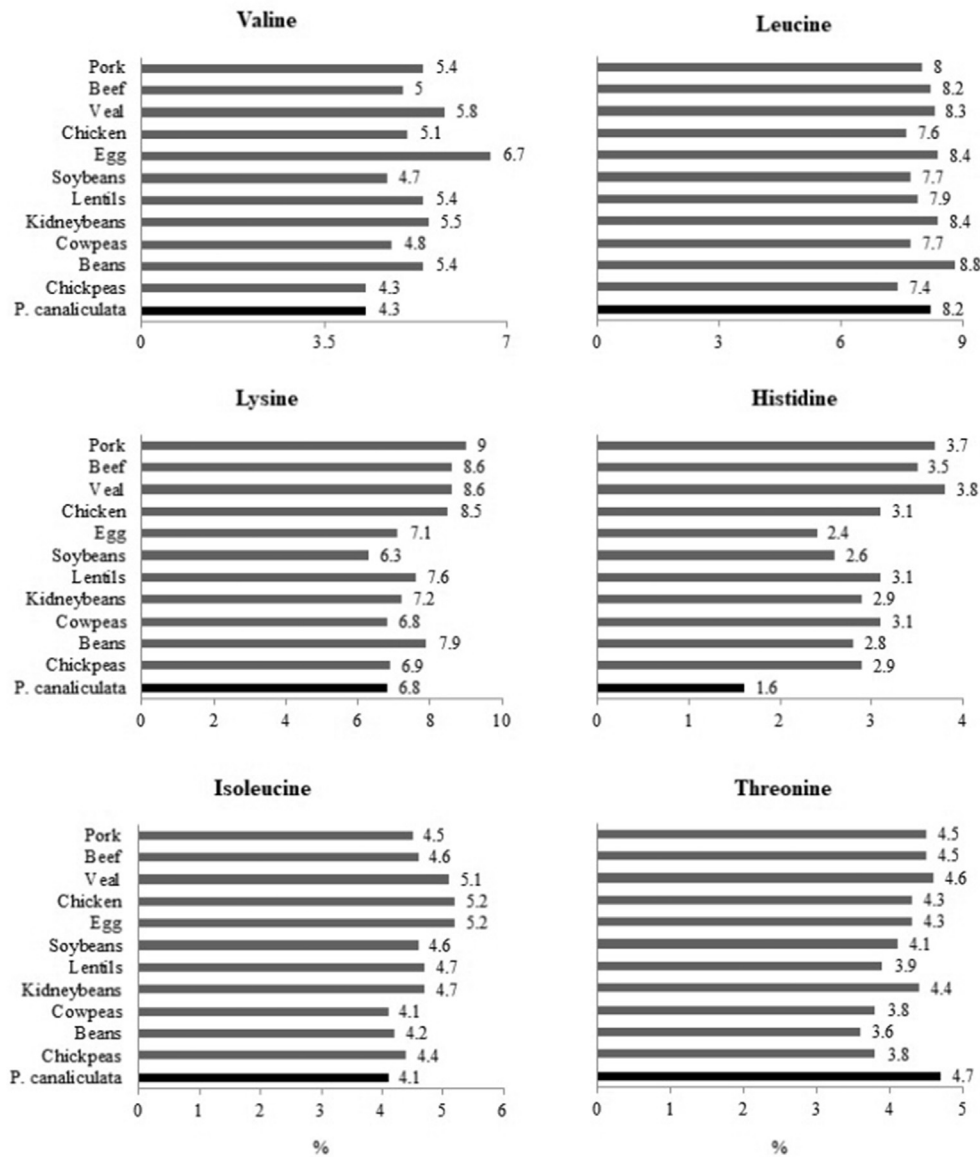 Valine
Pork 5.4
Beef 5
Veal 5.8
Chicken 5.1
Egg 6.7
Soybeans 4.7
Lentils 5.4
Kidneybeans 5.5
Cowpeas 4.8
Beans 5.4
Chickpeas 4.3
P. canaliculata 4.3
0 3.5 7
Leucine
8
8.2
8.3
7.6
8.4
7.7
7.9
8.4
7.7
8.8
7.4
8.2
0 3 6 9
Lysine
Pork 9
Beef 8.6
Veal 8.6
Chicken 8.5
Egg 7.1
Soybeans 6.3
Lentils 7.6
Kidneybeans 7.2
Cowpeas 6.8
Beans 7.9
Chickpeas 6.9
P. canaliculata 6.8
0 2 4 6 8 10
Histidine
3.7
3.5
3.8
3.1
2.4
2.6
3.1
2.9
3.1
2.8
2.9
1.6
0 1 2 3 4
Isoleucine
Pork 4.5
Beef 4.6
Veal 5.1
Chicken 5.2
Egg 5.2
Soybeans 4.6
Lentils 4.7
Kidneybeans 4.7
Cowpeas 4.1
Beans 4.2
Chickpeas 4.4
P. canaliculata 4.1
0 1 2 3 4 5 6
%
Threonine
4.5
4.5
4.6
4.3
4.3
4.1
3.9
4.4
3.8
3.6
3.8
4.7
0 1 2 3 4 5
%